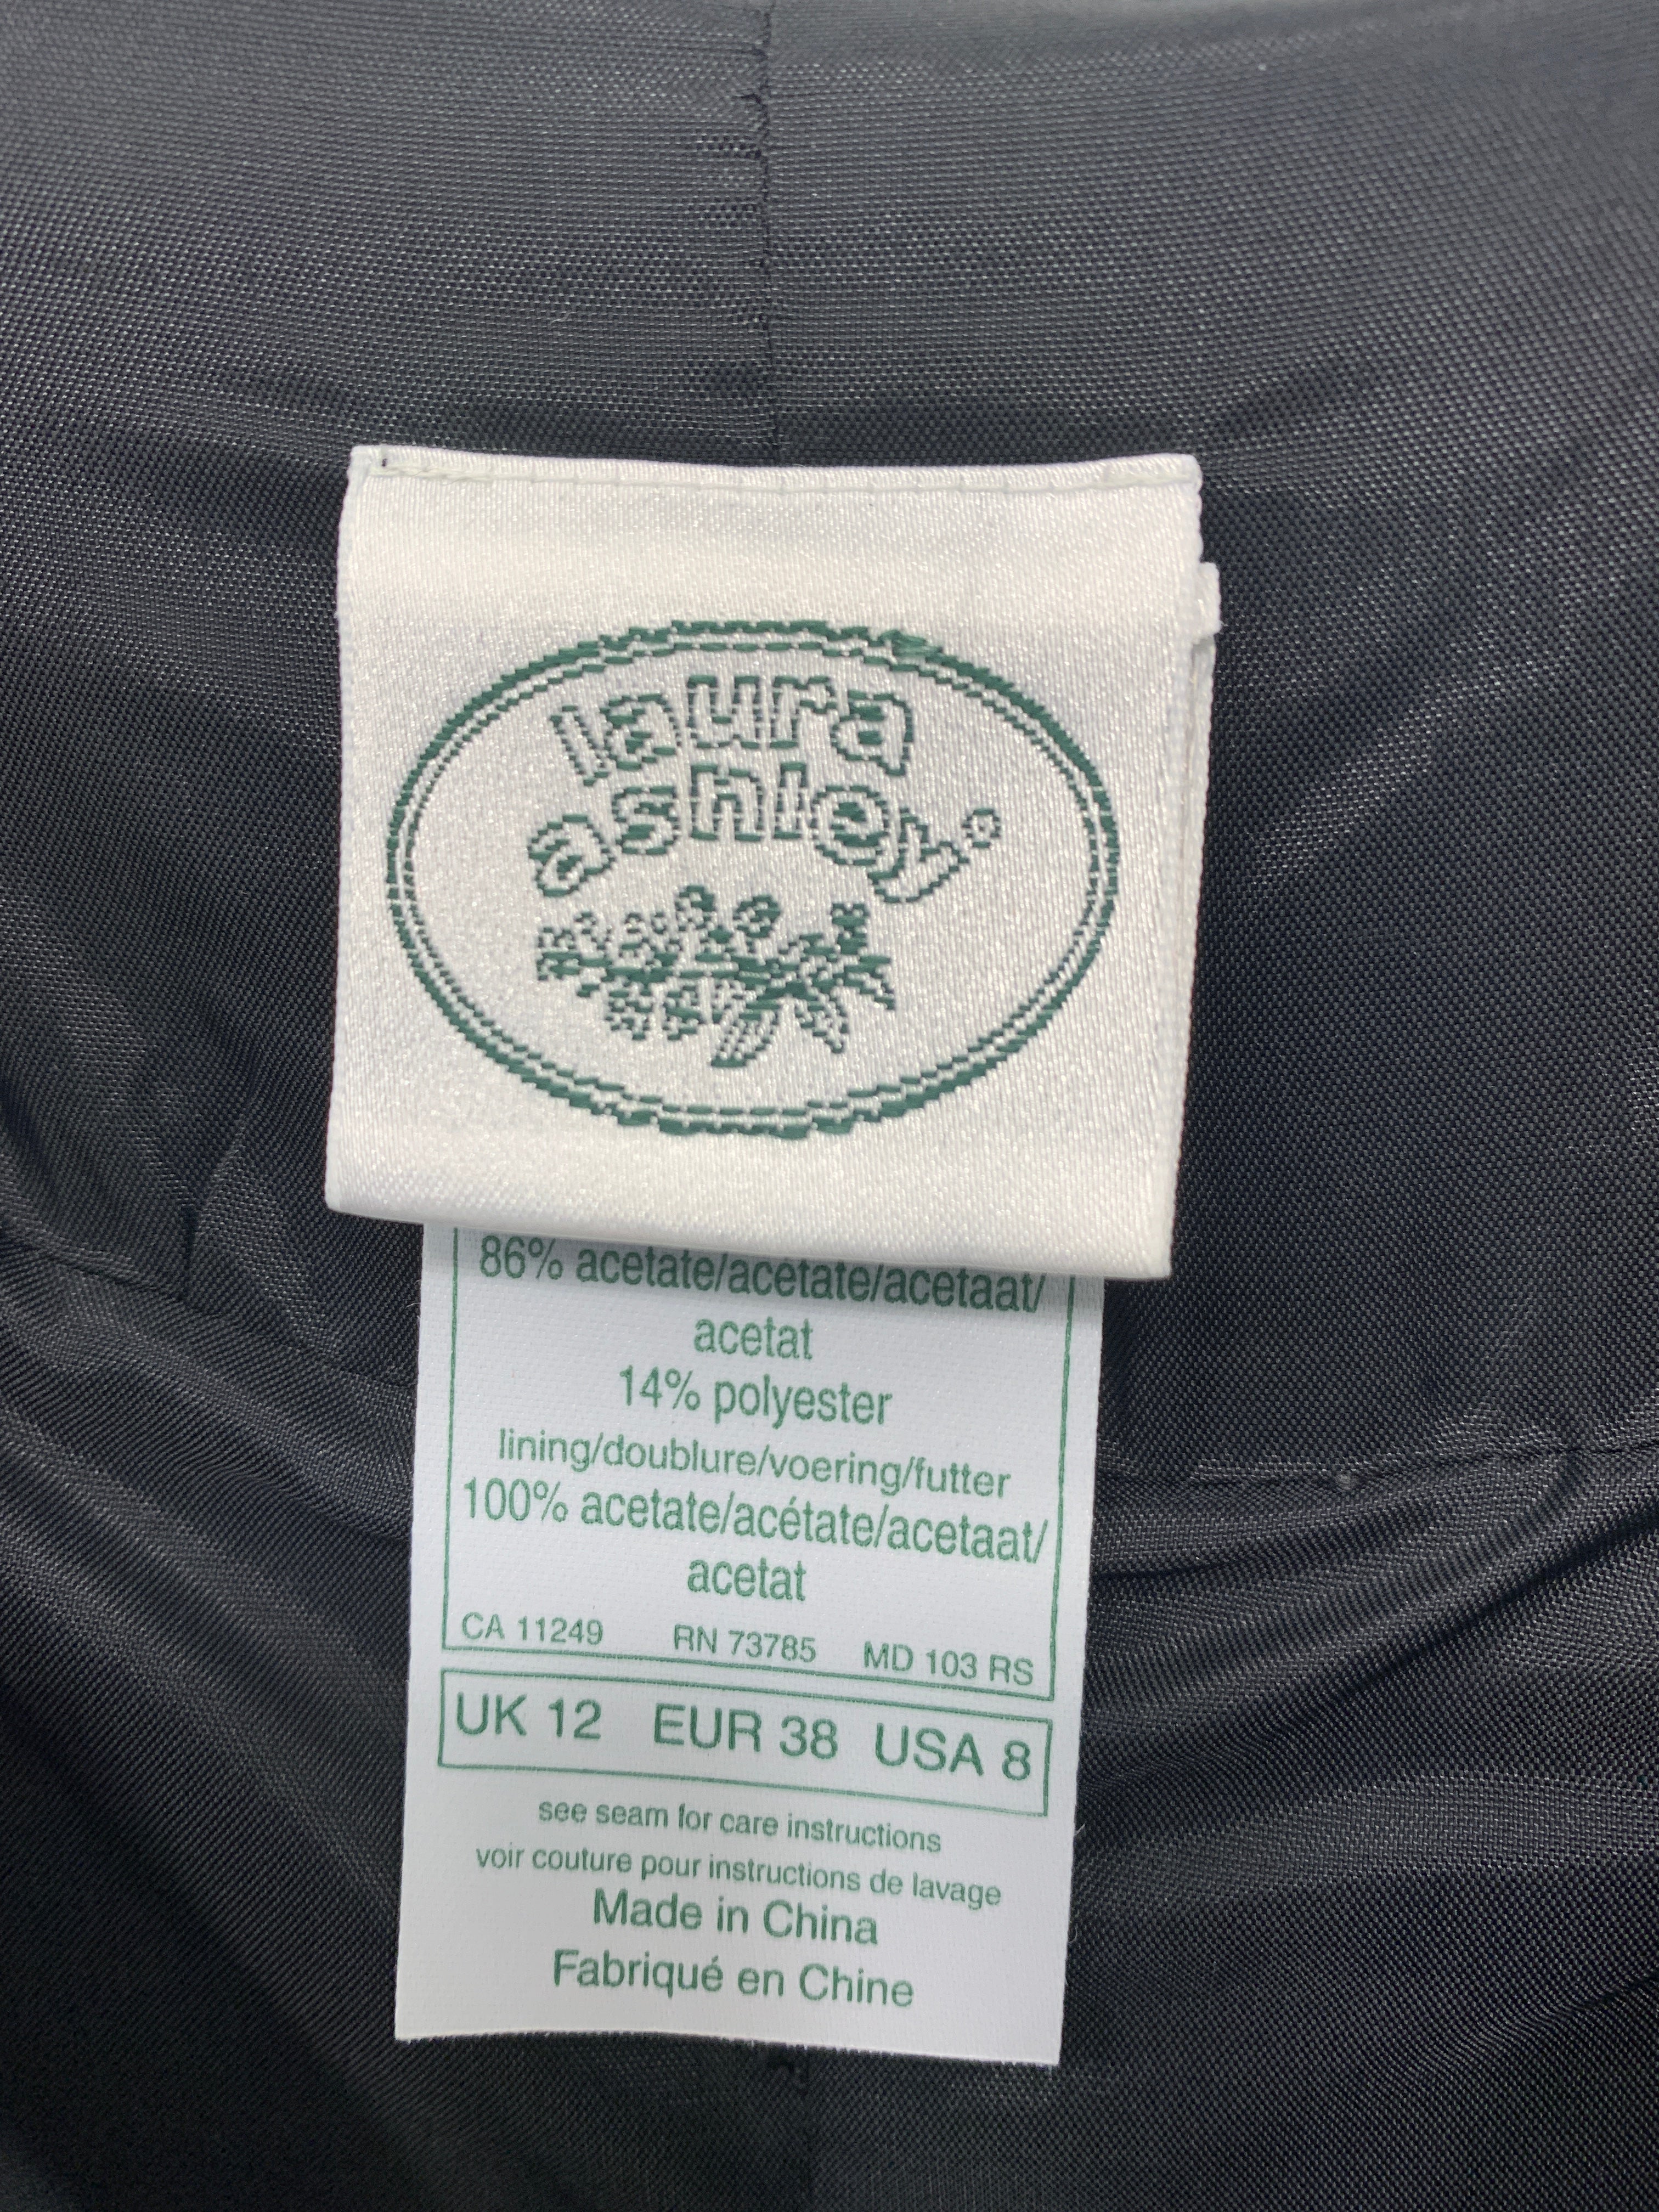 laura
ashley®
86% acetate/acétate/acetaat/
acetat
14% polyester
lining/doublure/voering/futter
100% acetate/acétate/acetaat/
acetat
CA 11249 RN 73785 MD 103 RS
UK 12 EUR 38 USA 8
see seam for care instructions
voir couture pour instructions de lavage
Made in China
Fabriqué en Chine